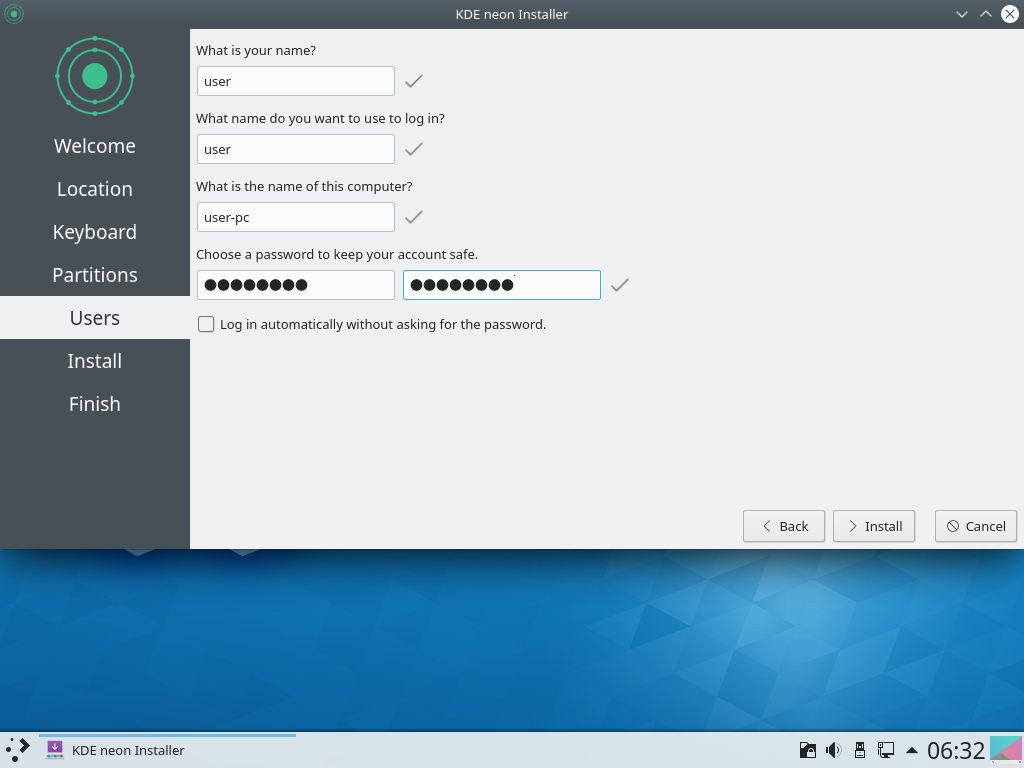 KDE neon Installer
Welcome
Location
Keyboard
Partitions
Users
Install
Finish
What is your name?
user
What name do you want to use to log in?
user
What is the name of this computer?
user-pc
Choose a password to keep your account safe.
●●●●●●●● ●●●●●●●●
Log in automatically without asking for the password.
Back Install Cancel
KDE neon Installer 06:32